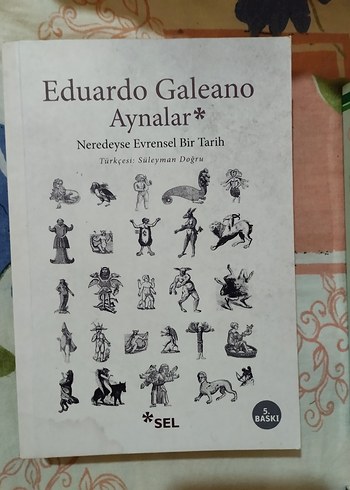 Eduardo Galeano
Aynalar*
Neredeyse Evrensel Bir Tarih
Türkçesi: Süleyman Doğru
*SEL
5.
BASKI